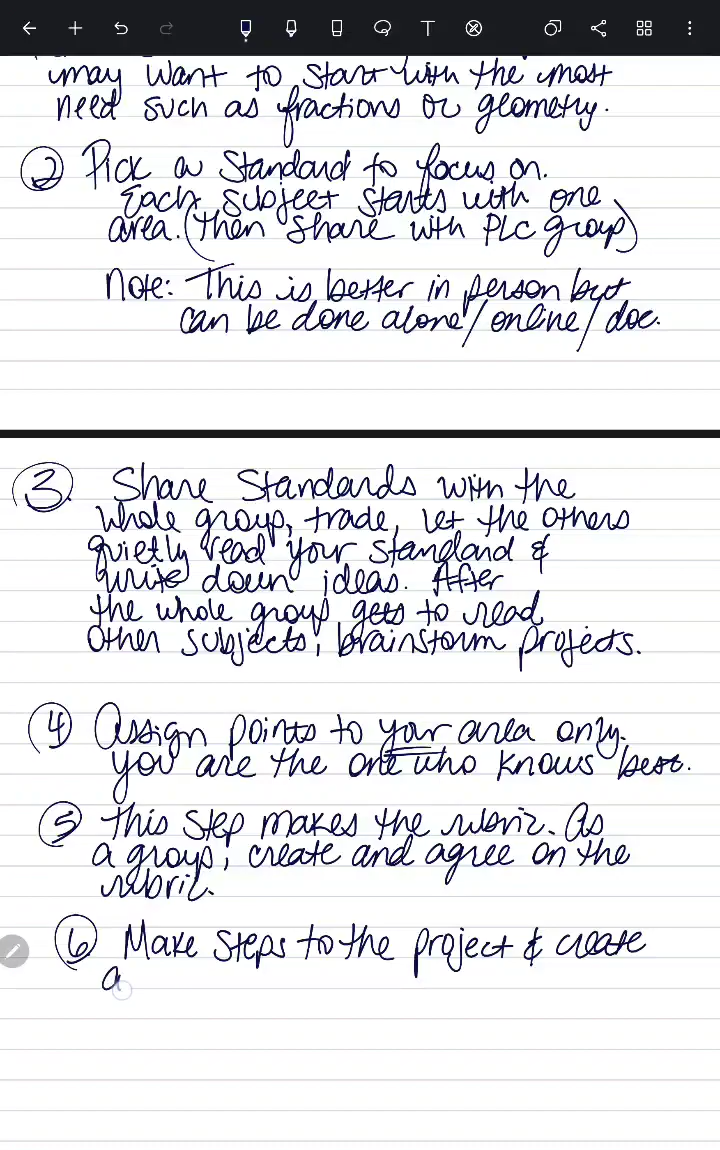 may want to start with the most
need such as fractions or geometry.
2 Pick a Standard to focus on.
Each subject starts with one
area. (then share with PLC group)
Note: This is better in person but
can be done alone/online/doc.
3. Share Standards with the
whole group, trade, let the others
quietly read your standard &
write down ideas. After
the whole group gets to read
other subjects, brainstorm projects.
4 Assign points to your area only.
you are the one who knows best.
5 This step makes the rubric. As
a group, create and agree on the
rubric.
6 Make steps to the project & create
a